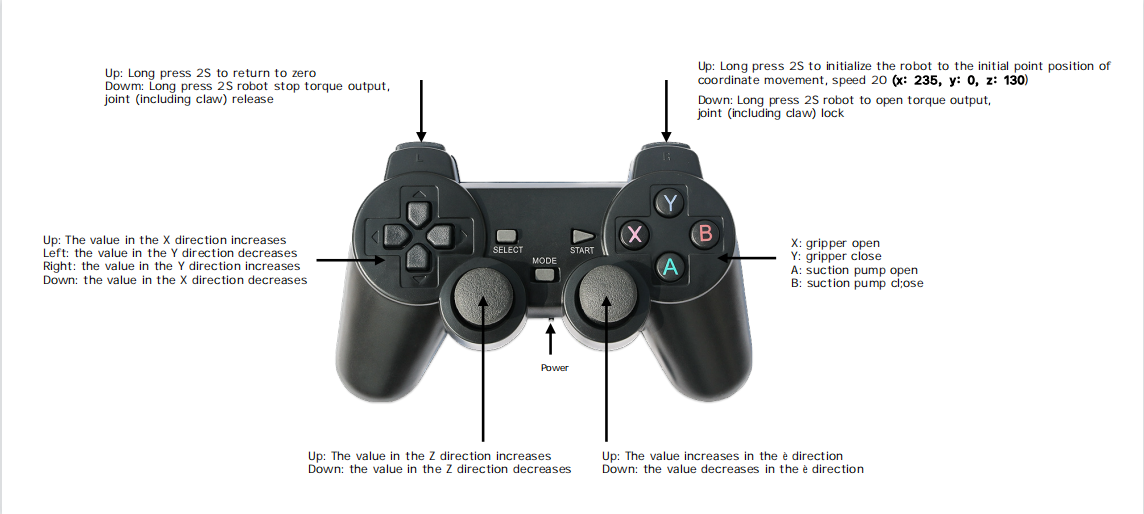 Up: Long press 2S to return to zero
Dowm: Long press 2S robot stop torque output,
joint (including claw) release
Up: Long press 2S to initialize the robot to the initial point position of
coordinate movement, speed 20 (x: 235, y: 0, z: 130)
Down: Long press 2S robot to open torque output,
joint (including claw) lock
L
R
Y
X
B
A
SELECT
START
MODE
Up: The value in the X direction increases
Left: the value in the Y direction decreases
Right: the value in the Y direction increases
Down: the value in the X direction decreases
X: gripper open
Y: gripper close
A: suction pump open
B: suction pump cl;ose
Power
Up: The value in the Z direction increases
Down: the value in the Z direction decreases
Up: The value increases in the è direction
Down: the value decreases in the è direction